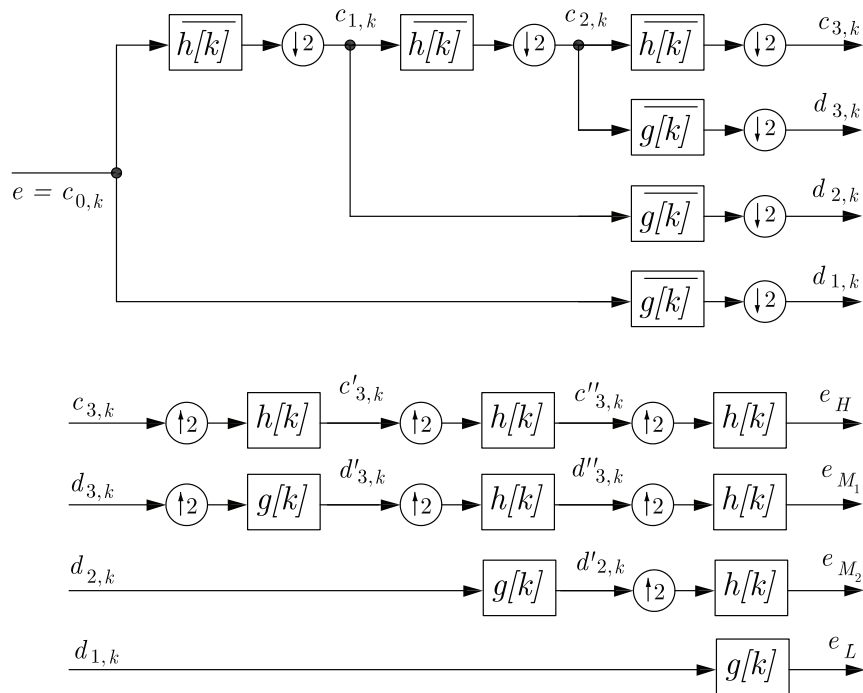 c1,k c2,k c3,k
h[k] ↓2 h[k] ↓2 h[k] ↓2
d3,k
g[k] ↓2
e = c0,k
d2,k
g[k] ↓2
d1,k
g[k] ↓2
c3,k ↑2 h[k] c'3,k ↑2 h[k] c''3,k ↑2 h[k] eH
d3,k ↑2 g[k] d'3,k ↑2 h[k] d''3,k ↑2 h[k] eM1
d2,k g[k] d'2,k ↑2 h[k] eM2
d1,k g[k] eL